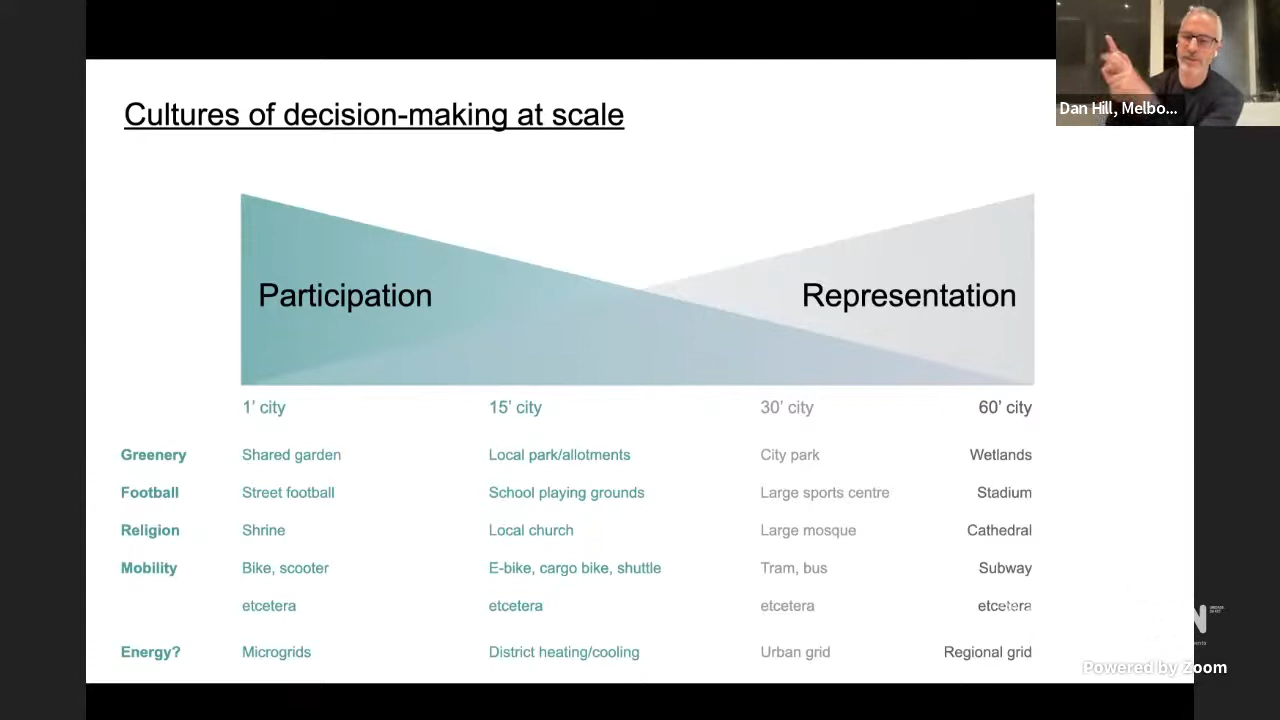 Cultures of decision-making at scale
Dan Hill, Melbo...
Participation
Representation
1’ city 15’ city 30’ city 60’ city
Greenery Shared garden Local park/allotments City park Wetlands
Football Street football School playing grounds Large sports centre Stadium
Religion Shrine Local church Large mosque Cathedral
Mobility Bike, scooter E-bike, cargo bike, shuttle Tram, bus Subway
etcetera etcetera etcetera etcetera
Energy? Microgrids District heating/cooling Urban grid Regional grid
Powered by Zoom